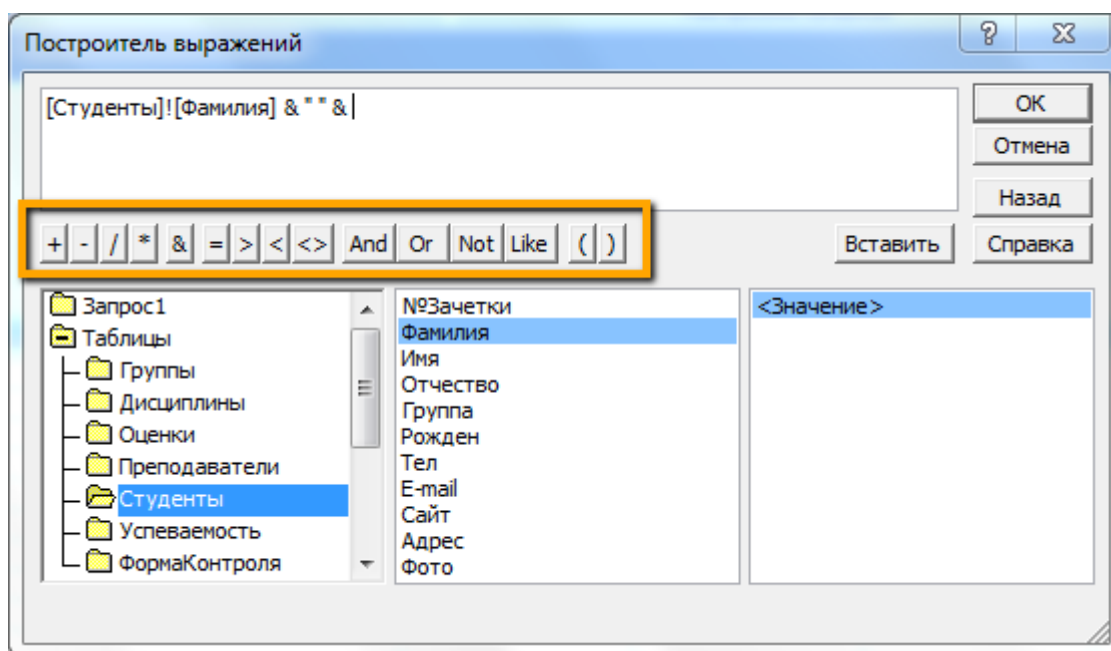 Построитель выражений
[Студенты]![Фамилия] & " " &
OK
Отмена
Назад
+ - / * & = > < <> And Or Not Like ( ) Вставить Справка
Запрос1
Таблицы
Группы
Дисциплины
Оценки
Преподаватели
Студенты
Успеваемость
ФормаКонтроля
№Зачетки
Фамилия
Имя
Отчество
Группа
Рожден
Тел
E-mail
Сайт
Адрес
Фото
<Значение>